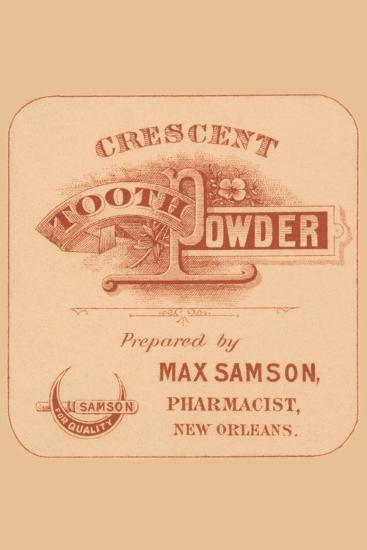 CRESCENT
TOOTH POWDER
Prepared by
MAX SAMSON,
PHARMACIST,
NEW ORLEANS.
SAMSON
FOR QUALITY